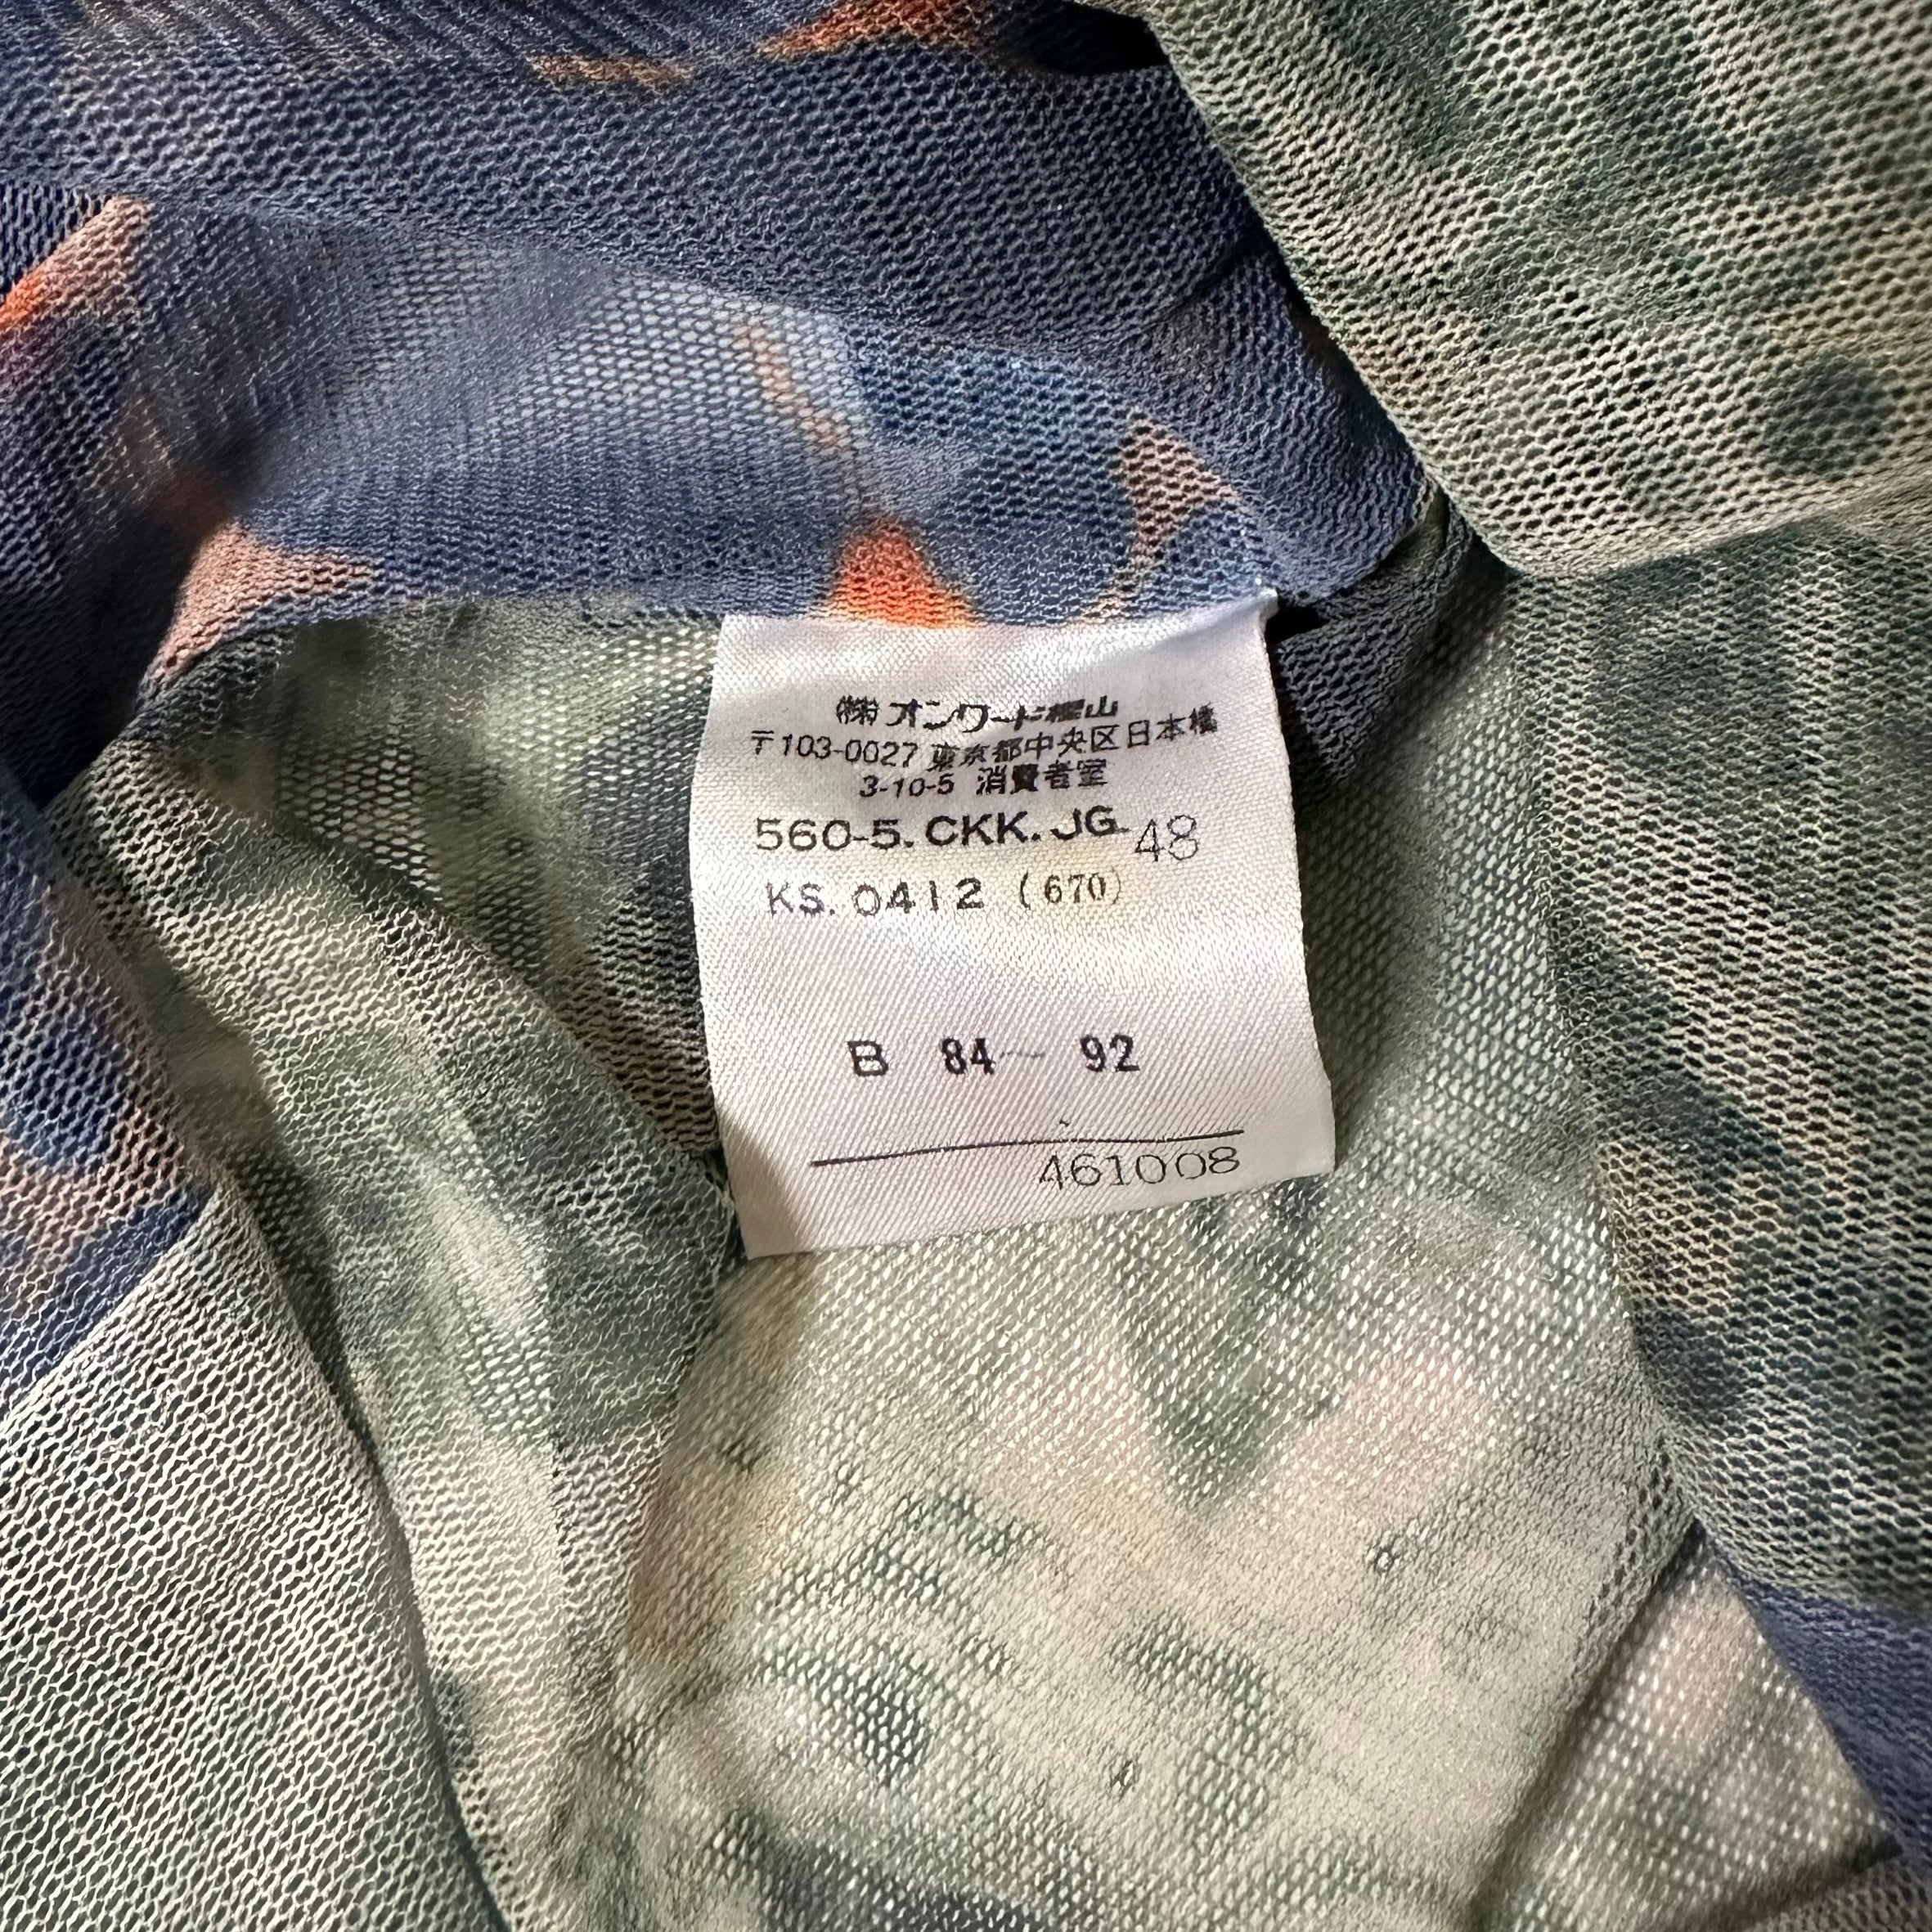 (株)オンワード樫山
〒103-0027 東京都中央区日本橋
3-10-5 消費者室
560-5.CKK.JG 48
KS.0412 (670)
B 84〜92
461008